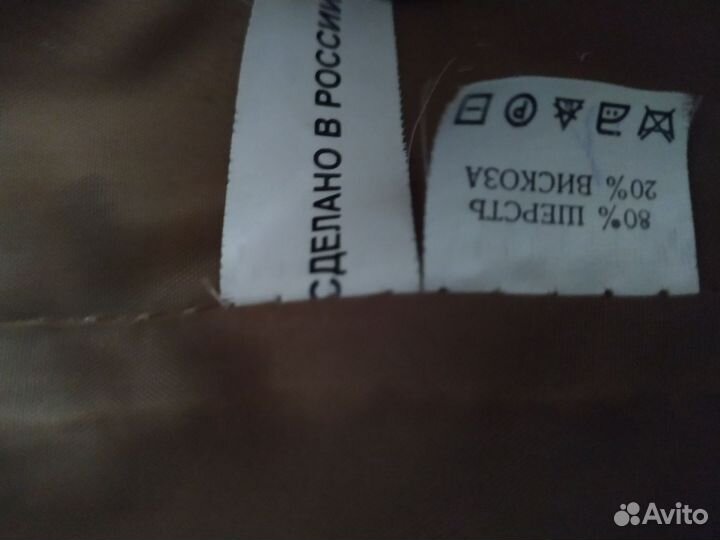 СДЕЛАНО В РОССИИ
80% ШЕРСТЬ
20% ВИСКОЗА
Avito